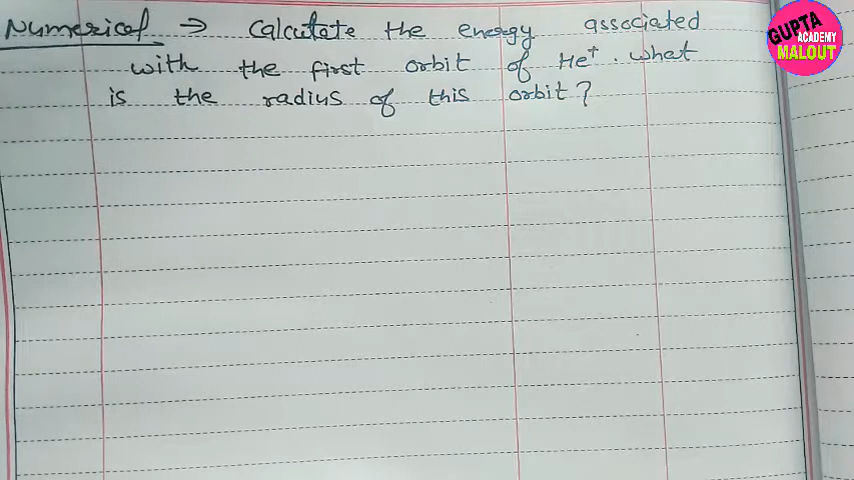 Numerical → Calculate the energy associated
with the first orbit of He+. what
is the radius of this orbit?
GUPTA
ACADEMY
MALOUT